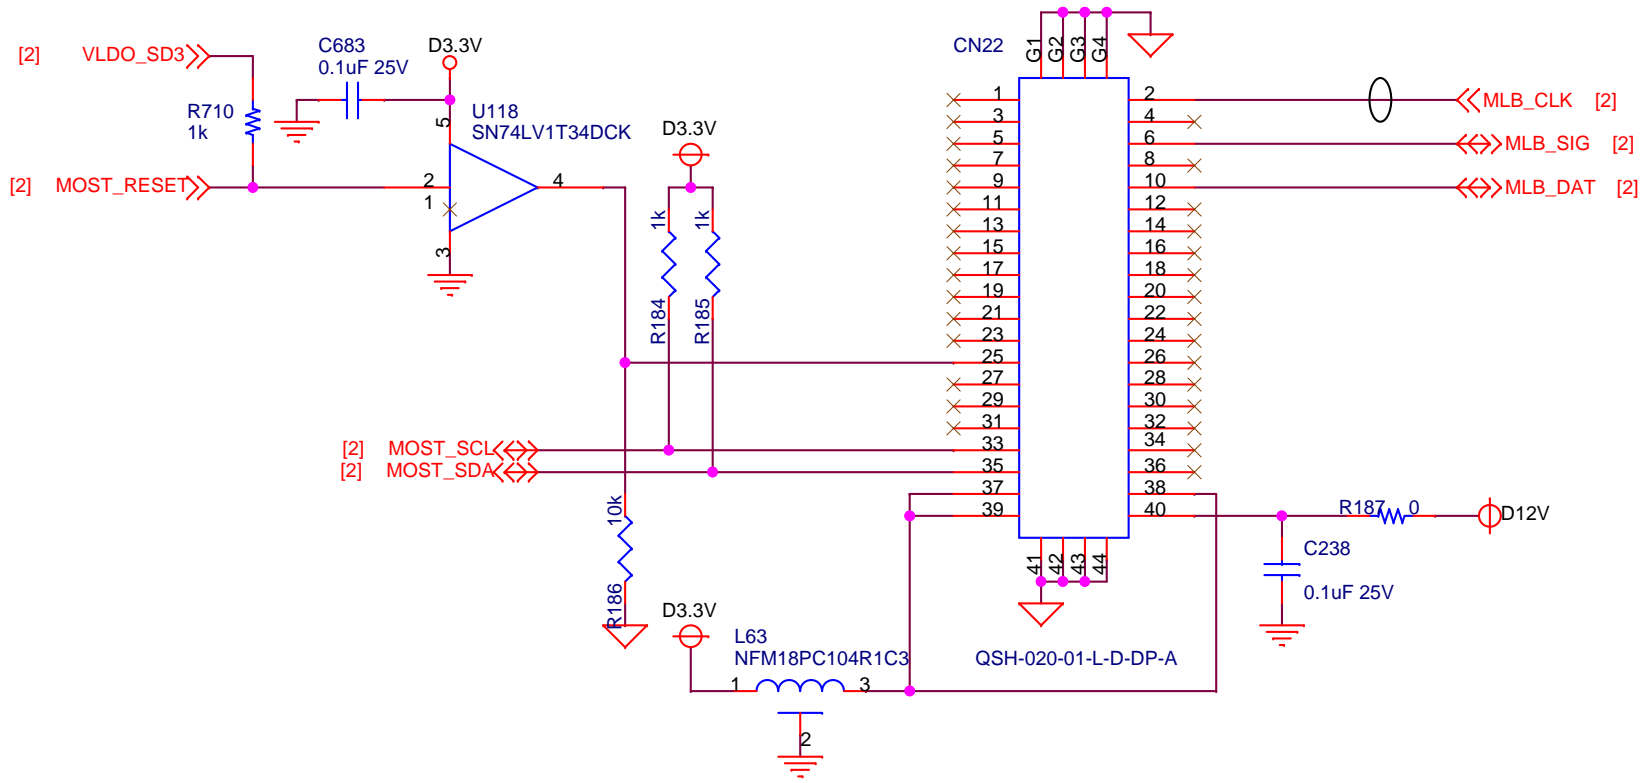 [2] VLDO_SD3
C683
0.1uF 25V
D3.3V
R710
1k
5
U118
SN74LV1T34DCK
[2] MOST_RESET
2
1
4
3
D3.3V
1k
1k
R184
R185
CN22
G1
G2
G3
G4
1
3
5
7
9
11
13
15
17
19
21
23
25
27
29
31
33
35
37
39
2
4
6
8
10
12
14
16
18
20
22
24
26
28
30
32
34
36
38
40
41
42
43
44
MLB_CLK [2]
MLB_SIG [2]
MLB_DAT [2]
[2] MOST_SCL
[2] MOST_SDA
10k
R186
R187 0
D12V
C238
0.1uF 25V
D3.3V
L63
NFM18PC104R1C3
1
3
2
QSH-020-01-L-D-DP-A